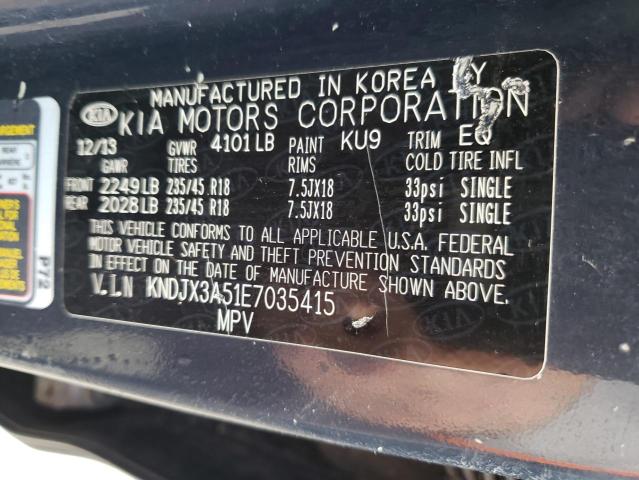 MANUFACTURED IN KOREA BY
KIA KIA MOTORS CORPORATION
12/13 GVWR 4101 LB PAINT KU9 TRIM EQ
GAWR TIRES RIMS COLD TIRE INFL
FRONT 2249 LB 235/45 R18 7.5JX18 33psi SINGLE
REAR 2028 LB 235/45 R18 7.5JX18 33psi SINGLE
THIS VEHICLE CONFORMS TO ALL APPLICABLE U.S.A. FEDERAL
MOTOR VEHICLE SAFETY AND THEFT PREVENTION STANDARDS
IN EFFECT ON THE DATE OF MANUFACTURE SHOWN ABOVE.
V.I.N KNDJX3A51E7035415
MPV
P72